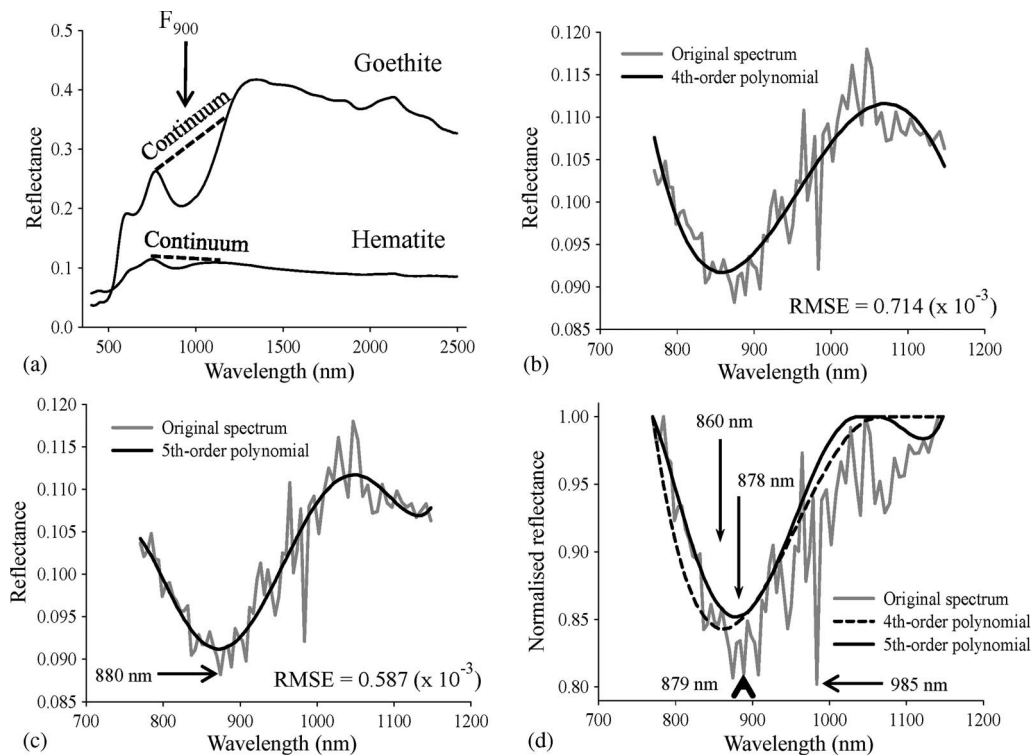 F900
Goethite
Continuum
Continuum
Hematite
Reflectance
0.5
0.4
0.3
0.2
0.1
0.0
500
1000
1500
2000
2500
(a)
Wavelength (nm)
Original spectrum
4th-order polynomial
RMSE = 0.714 (x 10-3)
Reflectance
0.120
0.115
0.110
0.105
0.100
0.095
0.090
0.085
700 800 900 1000 1100 1200
(b)
Wavelength (nm)
Original spectrum
5th-order polynomial
880 nm
RMSE = 0.587 (x 10-3)
Reflectance
0.120
0.115
0.110
0.105
0.100
0.095
0.090
0.085
700 800 900 1000 1100 1200
(c)
Wavelength (nm)
860 nm
878 nm
Original spectrum
4th-order polynomial
5th-order polynomial
879 nm
985 nm
Normalised reflectance
1.00
0.95
0.90
0.85
0.80
700 800 900 1000 1100 1200
(d)
Wavelength (nm)